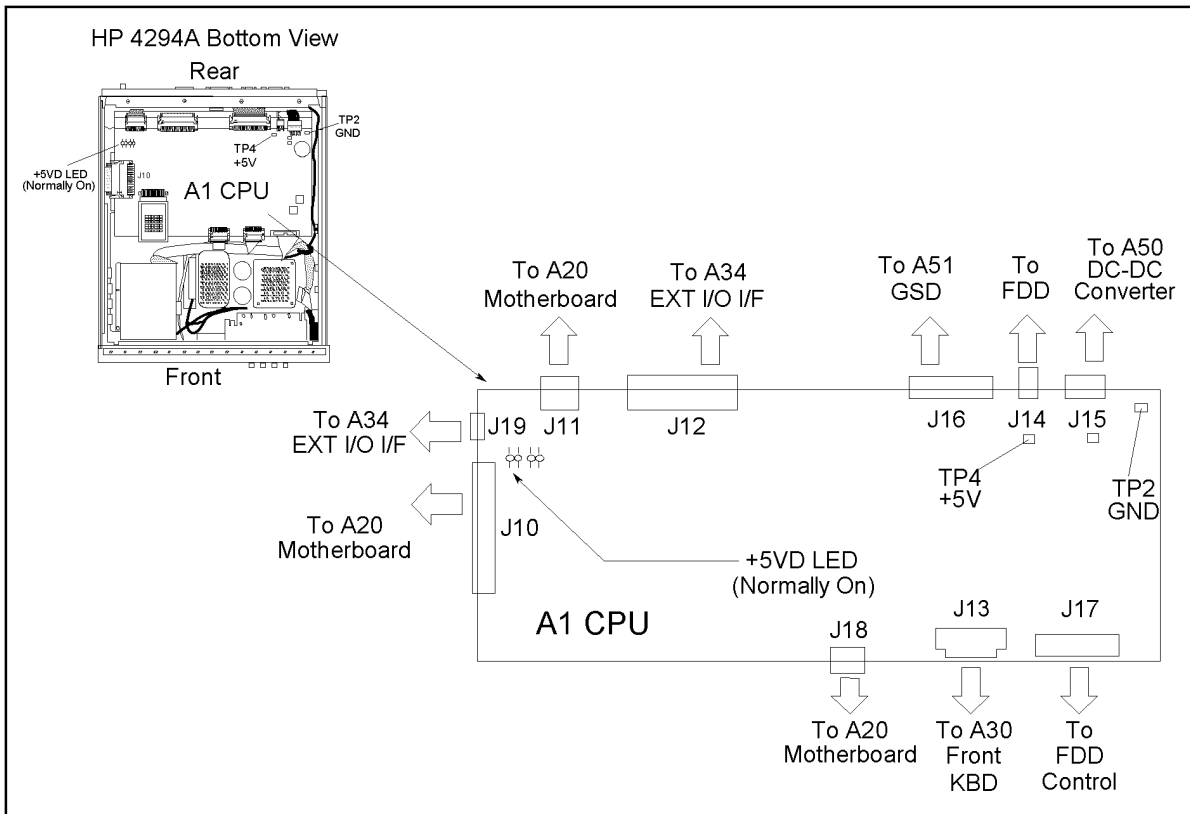 HP 4294A Bottom View
Rear
TP2
GND
TP4
+5V
+5VD LED
(Normally On)
J10
A1 CPU
Front
To A20
Motherboard
To A34
EXT I/O I/F
To A51
GSD
To
FDD
To A50
DC-DC
Converter
To A34
EXT I/O I/F
J19
J11
J12
J16
J14
J15
TP4
+5V
TP2
GND
To A20
Motherboard
J10
+5VD LED
(Normally On)
A1 CPU
J18
J13
J17
To A20
Motherboard
To A30
Front
KBD
To
FDD
Control